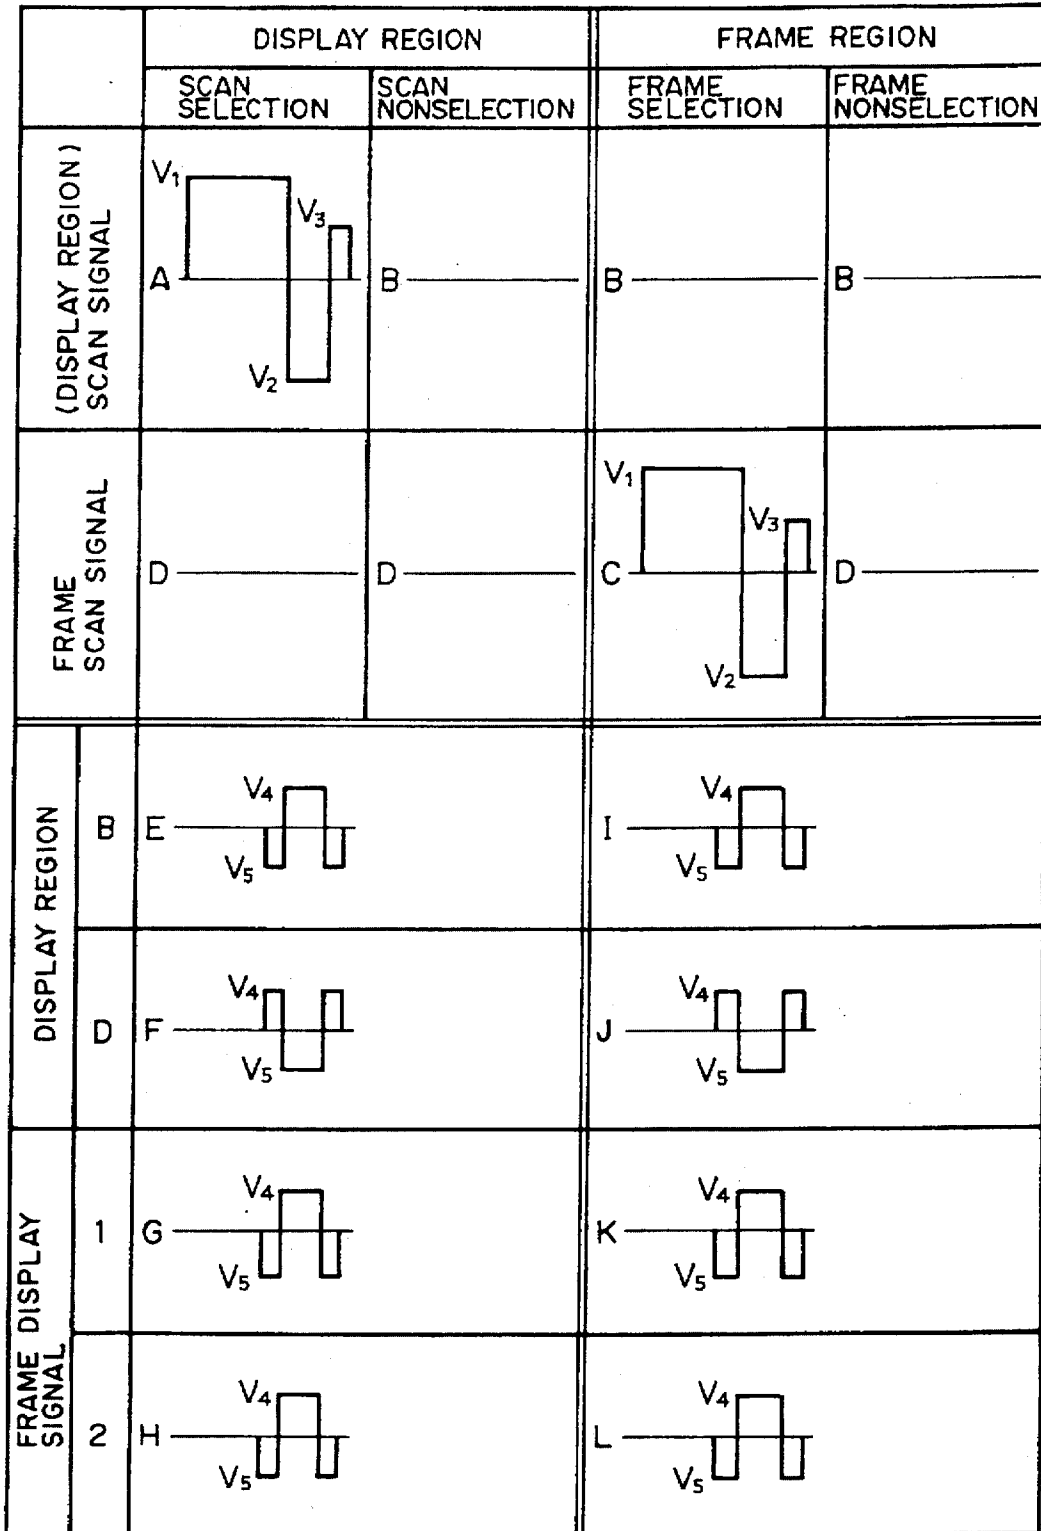 DISPLAY REGION
FRAME REGION
SCAN
SELECTION
SCAN
NONSELECTION
FRAME
SELECTION
FRAME
NONSELECTION
(DISPLAY REGION)
SCAN SIGNAL
V1
V3
A
V2
B
B
B
FRAME
SCAN SIGNAL
D
D
V1
V3
C
V2
D
DISPLAY REGION
B
E
V4
V5
I
V4
V5
D
F
V4
V5
J
V4
V5
FRAME DISPLAY
SIGNAL
1
G
V4
V5
K
V4
V5
2
H
V4
V5
L
V4
V5